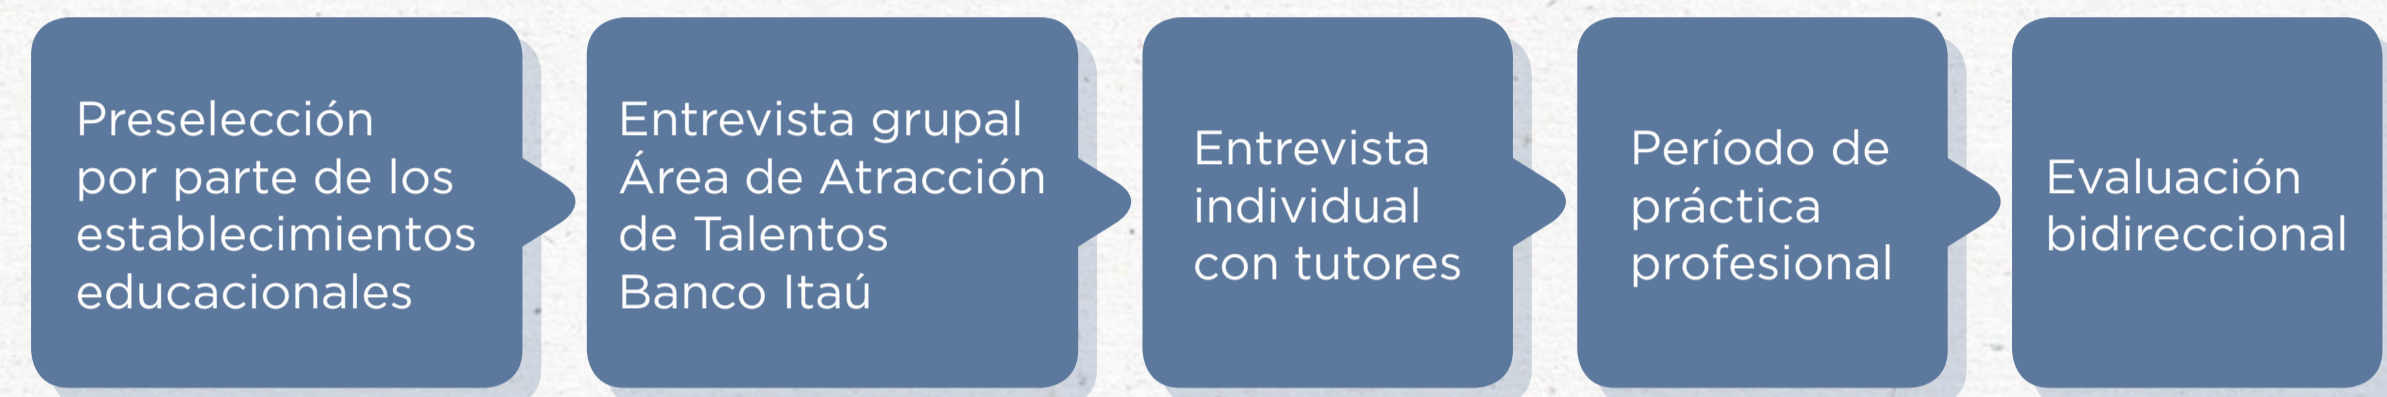 Preselección
por parte de los
establecimientos
educacionales
Entrevista grupal
Área de Atracción
de Talentos
Banco Itaú
Entrevista
individual
con tutores
Período de
práctica
profesional
Evaluación
bidireccional